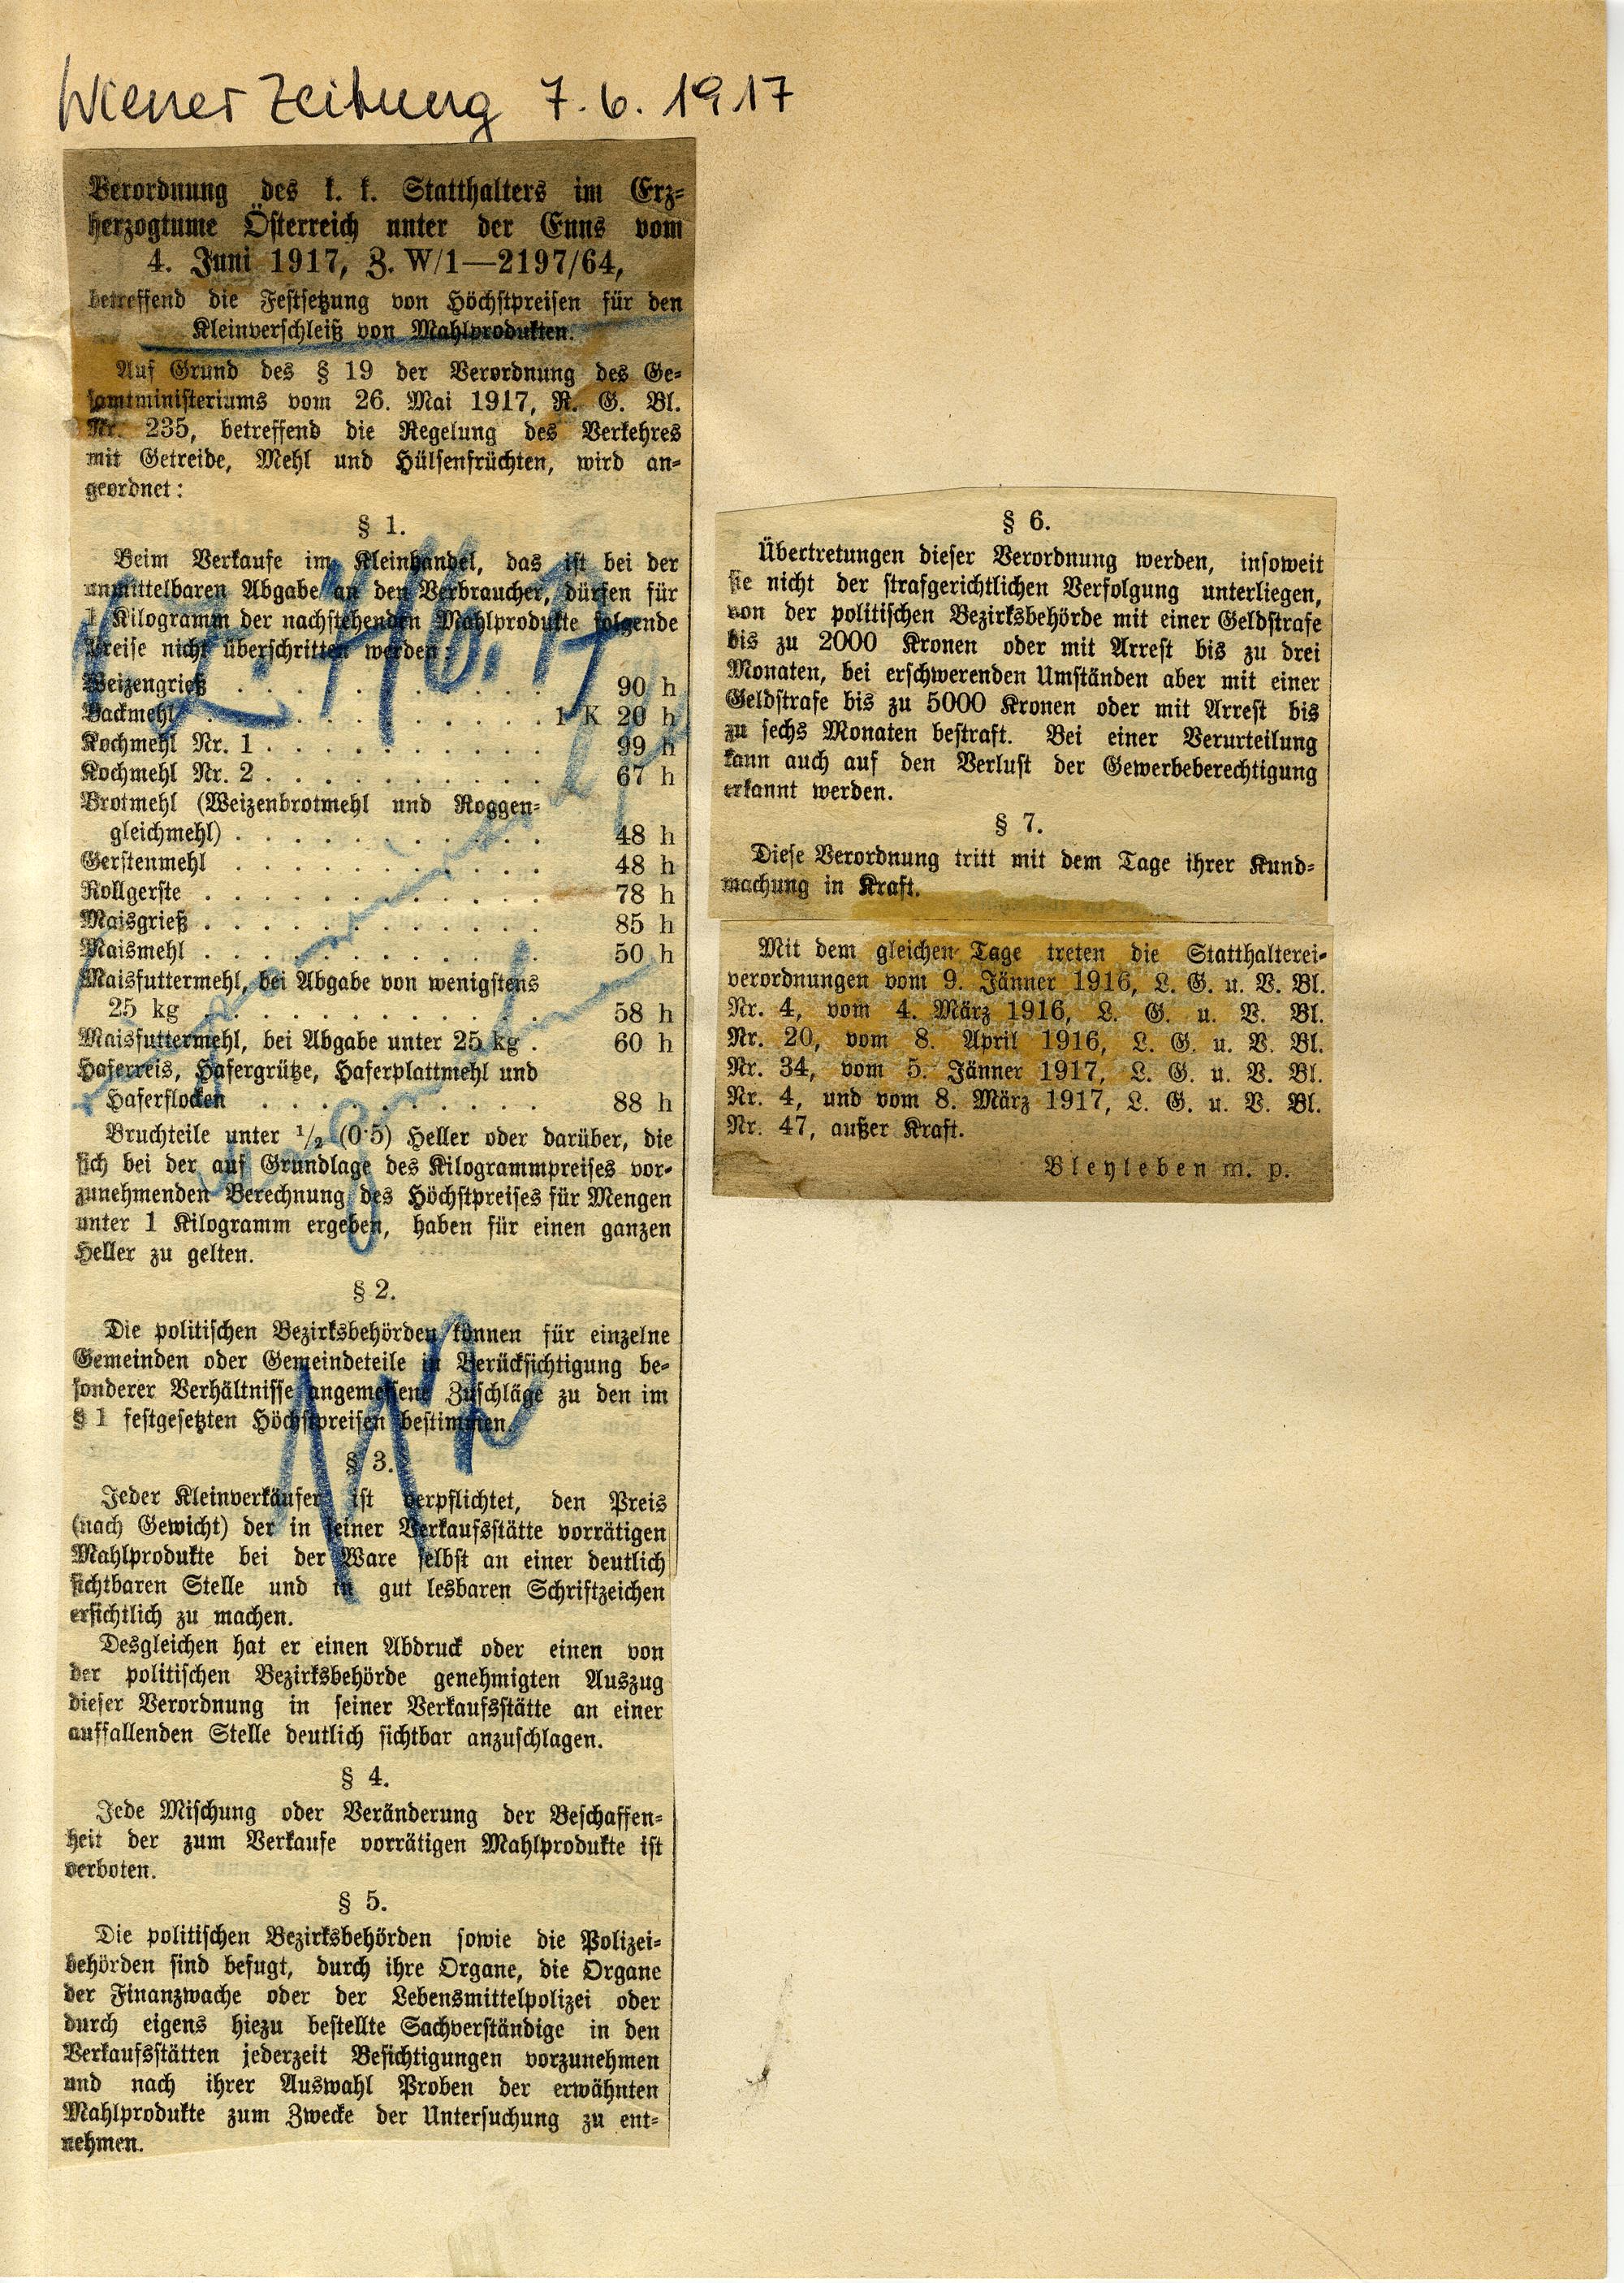 Wiener Zeitung 7.6.1917
Verordnung des k. k. Statthalters im Erz-
herzogtume Österreich unter der Enns vom
4. Juni 1917, Z. W/1—2197/64,
betreffend die Festsetzung von Höchstpreisen für den
Kleinverschleiß von Mahlprodukten.
Auf Grund des § 19 der Verordnung des Ge-
samtministeriums vom 26. Mai 1917, R. G. Bl.
Nr. 235, betreffend die Regelung des Verkehres
mit Getreide, Mehl und Hülsenfrüchten, wird an-
geordnet:
§ 1.
Beim Verkaufe im Kleinhandel, das ist bei der
unmittelbaren Abgabe an den Verbraucher, dürfen für
1 Kilogramm der nachstehenden Mahlprodukte folgende
Preise nicht überschritten werden:
Weizengrieß . . . . . . . . . . . 90 h
Backmehl . . . . . . . . . . . 1 K 20 h
Kochmehl Nr. 1 . . . . . . . . . . 99 h
Kochmehl Nr. 2 . . . . . . . . . . 67 h
Brotmehl (Weizenbrotmehl und Roggen-
gleichmehl) . . . . . . . . . . . 48 h
Gerstenmehl . . . . . . . . . . . 48 h
Rollgerste . . . . . . . . . . . . 78 h
Maisgrieß . . . . . . . . . . . . 85 h
Maismehl . . . . . . . . . . . . 50 h
Maisfuttermehl, bei Abgabe von wenigstens
25 kg . . . . . . . . . . . . 58 h
Maisfuttermehl, bei Abgabe unter 25 kg . 60 h
Haferreis, Hafergrütze, Haferplattmehl und
Haferflocken . . . . . . . . . . 88 h
Bruchteile unter ½ (0·5) Heller oder darüber, die
sich bei der auf Grundlage des Kilogrammpreises vor-
zunehmenden Berechnung des Höchstpreises für Mengen
unter 1 Kilogramm ergeben, haben für einen ganzen
Heller zu gelten.
§ 2.
Die politischen Bezirksbehörden können für einzelne
Gemeinden oder Gemeindeteile in Berücksichtigung be-
sonderer Verhältnisse angemessene Zuschläge zu den im
§ 1 festgesetzten Höchstpreisen bestimmen.
§ 3.
Jeder Kleinverkäufer ist verpflichtet, den Preis
(nach Gewicht) der in seiner Verkaufsstätte vorrätigen
Mahlprodukte bei der Ware selbst an einer deutlich
sichtbaren Stelle und in gut lesbaren Schriftzeichen
ersichtlich zu machen.
Desgleichen hat er einen Abdruck oder einen von
der politischen Bezirksbehörde genehmigten Auszug
dieser Verordnung in seiner Verkaufsstätte an einer
auffallenden Stelle deutlich sichtbar anzuschlagen.
§ 4.
Jede Mischung oder Veränderung der Beschaffen-
heit der zum Verkaufe vorrätigen Mahlprodukte ist
verboten.
§ 5.
Die politischen Bezirksbehörden sowie die Polizei-
behörden sind befugt, durch ihre Organe, die Organe
der Finanzwache oder der Lebensmittelpolizei oder
durch eigens hiezu bestellte Sachverständige in den
Verkaufsstätten jederzeit Besichtigungen vorzunehmen
und nach ihrer Auswahl Proben der erwähnten
Mahlprodukte zum Zwecke der Untersuchung zu ent-
nehmen.
§ 6.
Übertretungen dieser Verordnung werden, insoweit
sie nicht der strafgerichtlichen Verfolgung unterliegen,
von der politischen Bezirksbehörde mit einer Geldstrafe
bis zu 2000 Kronen oder mit Arrest bis zu drei
Monaten, bei erschwerenden Umständen aber mit einer
Geldstrafe bis zu 5000 Kronen oder mit Arrest bis
zu sechs Monaten bestraft. Bei einer Verurteilung
kann auch auf den Verlust der Gewerbeberechtigung
erkannt werden.
§ 7.
Diese Verordnung tritt mit dem Tage ihrer Kund-
machung in Kraft.
Mit dem gleichen Tage treten die Statthalterei-
verordnungen vom 9. Jänner 1916, L. G. u. V. Bl.
Nr. 4, vom 4. März 1916, L. G. u. V. Bl.
Nr. 20, vom 8. April 1916, L. G. u. V. Bl.
Nr. 34, vom 5. Jänner 1917, L. G. u. V. Bl.
Nr. 4, und vom 8. März 1917, L. G. u. V. Bl.
Nr. 47, außer Kraft.
Bleyleben m. p.